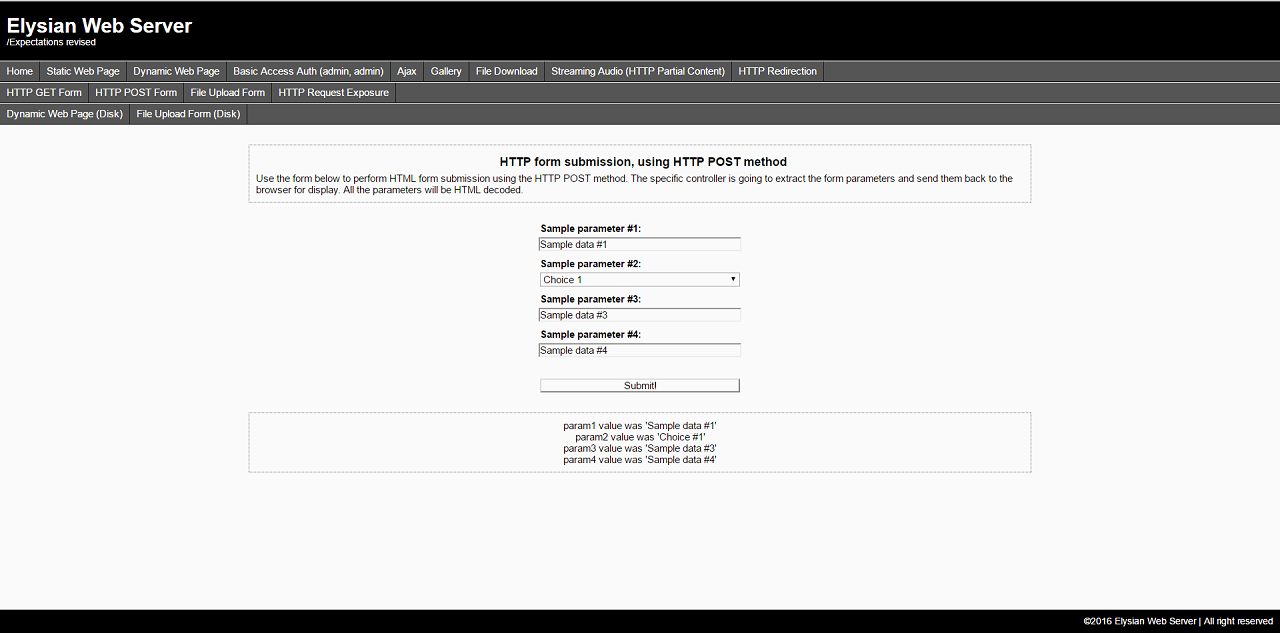 Elysian Web Server
/Expectations revised
Home Static Web Page Dynamic Web Page Basic Access Auth (admin, admin) Ajax Gallery File Download Streaming Audio (HTTP Partial Content) HTTP Redirection
HTTP GET Form HTTP POST Form File Upload Form HTTP Request Exposure
Dynamic Web Page (Disk) File Upload Form (Disk)
HTTP form submission, using HTTP POST method
Use the form below to perform HTML form submission using the HTTP POST method. The specific controller is going to extract the form parameters and send them back to the
browser for display. All the parameters will be HTML decoded.
Sample parameter #1:
Sample data #1
Sample parameter #2:
Choice 1
Sample parameter #3:
Sample data #3
Sample parameter #4:
Sample data #4
Submit!
param1 value was 'Sample data #1'
param2 value was 'Choice #1'
param3 value was 'Sample data #3'
param4 value was 'Sample data #4'
©2016 Elysian Web Server | All right reserved